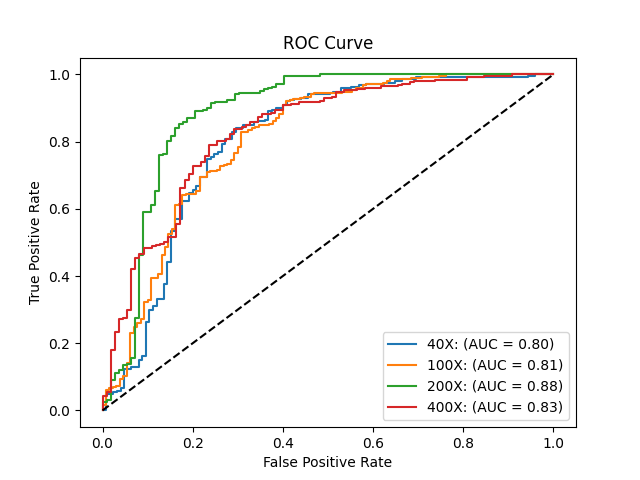 ROC Curve
1.0
0.8
0.6
0.4
0.2
0.0
True Positive Rate
40X: (AUC = 0.80)
100X: (AUC = 0.81)
200X: (AUC = 0.88)
400X: (AUC = 0.83)
0.0 0.2 0.4 0.6 0.8 1.0
False Positive Rate